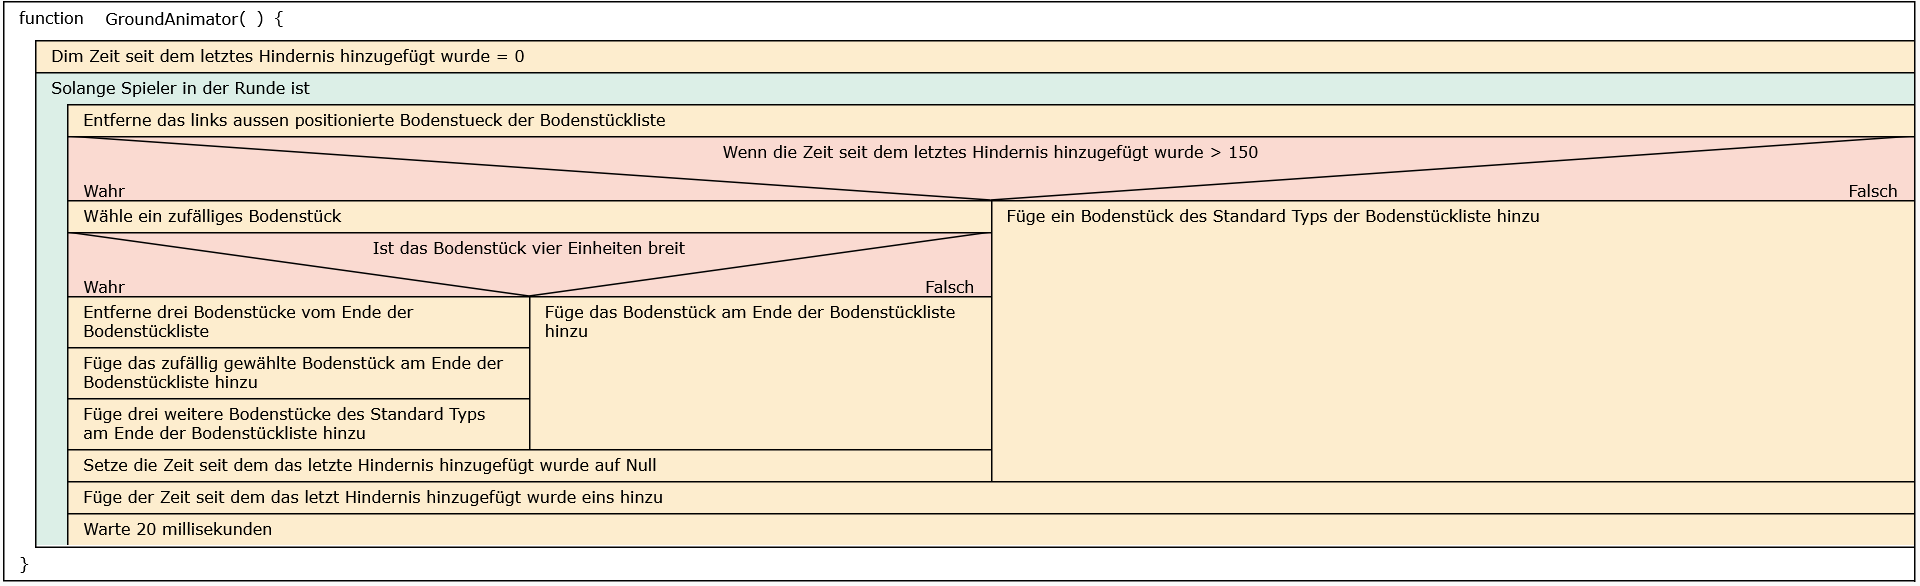 function GroundAnimator( ) {
Dim Zeit seit dem letztes Hindernis hinzugefügt wurde = 0
Solange Spieler in der Runde ist
Entferne das links aussen positionierte Bodenstueck der Bodenstückliste
Wenn die Zeit seit dem letztes Hindernis hinzugefügt wurde > 150
Wahr
Falsch
Wähle ein zufälliges Bodenstück
Füge ein Bodenstück des Standard Typs der Bodenstückliste hinzu
Ist das Bodenstück vier Einheiten breit
Wahr
Falsch
Entferne drei Bodenstücke vom Ende der
Bodenstückliste
Füge das Bodenstück am Ende der Bodenstückliste
hinzu
Füge das zufällig gewählte Bodenstück am Ende der
Bodenstückliste hinzu
Füge drei weitere Bodenstücke des Standard Typs
am Ende der Bodenstückliste hinzu
Setze die Zeit seit dem das letzte Hindernis hinzugefügt wurde auf Null
Füge der Zeit seit dem das letzt Hindernis hinzugefügt wurde eins hinzu
Warte 20 millisekunden
}